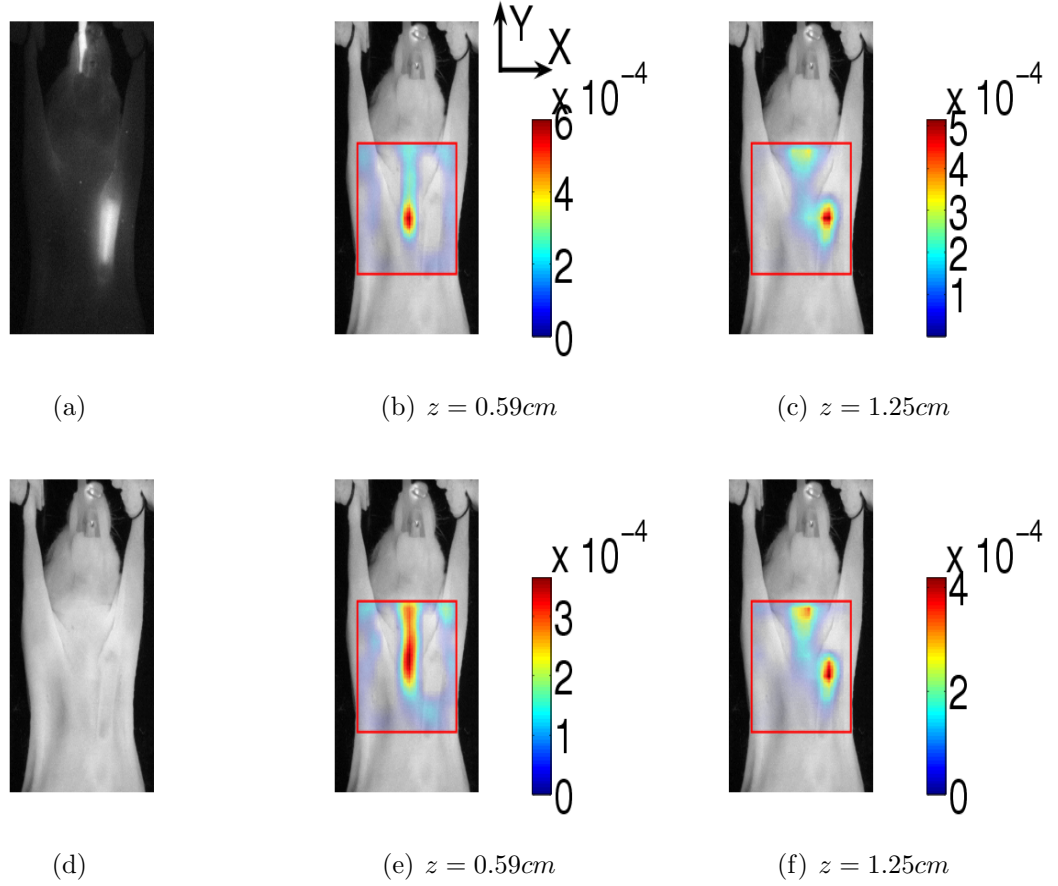 Y
X
x 10⁻⁴
6
4
2
0
x 10⁻⁴
5
4
3
2
1
(a)
(b) z = 0.59cm
(c) z = 1.25cm
x 10⁻⁴
3
2
1
0
x 10⁻⁴
4
2
0
(d)
(e) z = 0.59cm
(f) z = 1.25cm